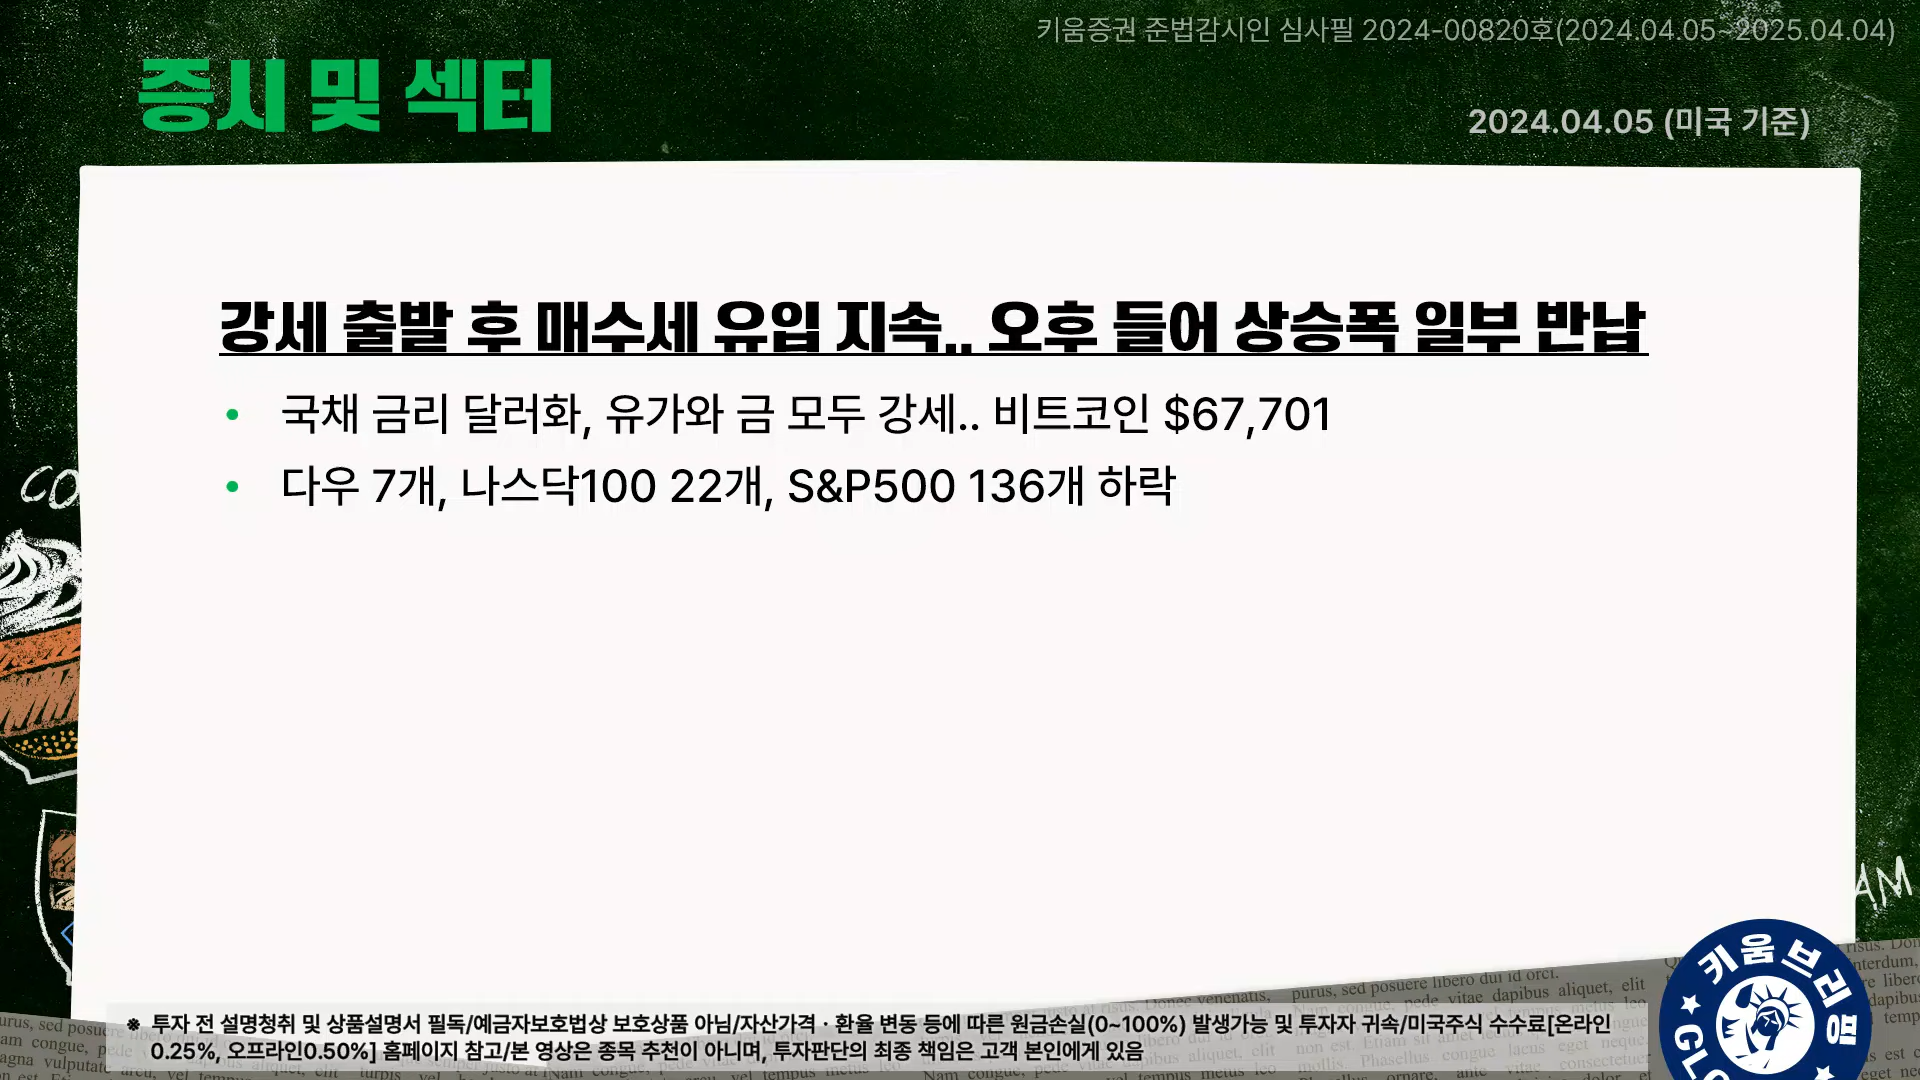 키움증권 준법감시인 심사필 2024-00820호(2024.04.05~2025.04.04)
증시 및 섹터
2024.04.05 (미국 기준)
강세 출발 후 매수세 유입 지속.. 오후 들어 상승폭 일부 반납
• 국채 금리 달러화, 유가와 금 모두 강세.. 비트코인 $67,701
• 다우 7개, 나스닥100 22개, S&P500 136개 하락
CO
AM
purus, sed posuere libero dui id orci.
※ 투자 전 설명청취 및 상품설명서 필독/예금자보호법상 보호상품 아님/자산가격 · 환율 변동 등에 따른 원금손실(0~100%) 발생가능 및 투자자 귀속/미국주식 수수료[온라인
0.25%, 오프라인0.50%] 홈페이지 참고/본 영상은 종목 추천이 아니며, 투자판단의 최종 책임은 고객 본인에게 있음
키움 브리핑
GLO